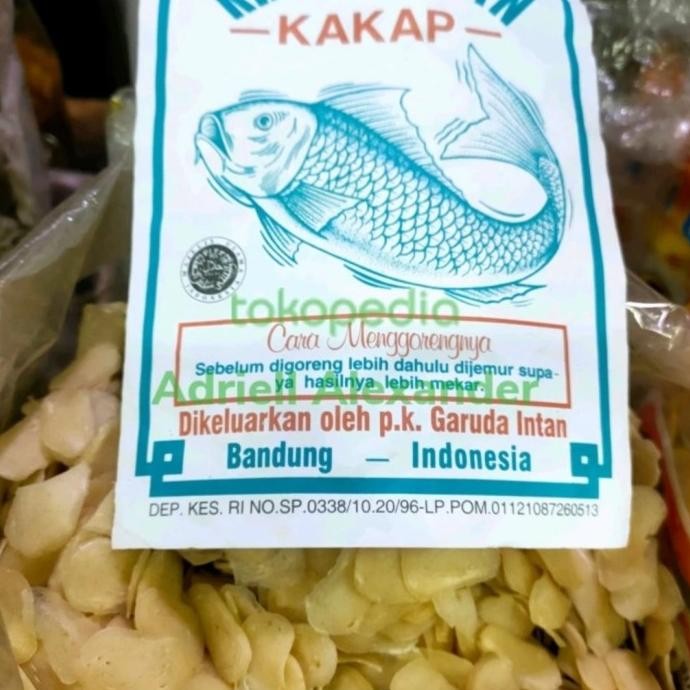 — KAKAP —
tokopedia
Cara Menggorengnya
Sebelum digoreng lebih dahulu dijemur supa-
ya hasilnya lebih mekar.
Adriell Alexander
Dikeluarkan oleh p.k. Garuda Intan
Bandung — Indonesia
DEP. KES. RI NO.SP.0338/10.20/96-LP.POM.01121087260513